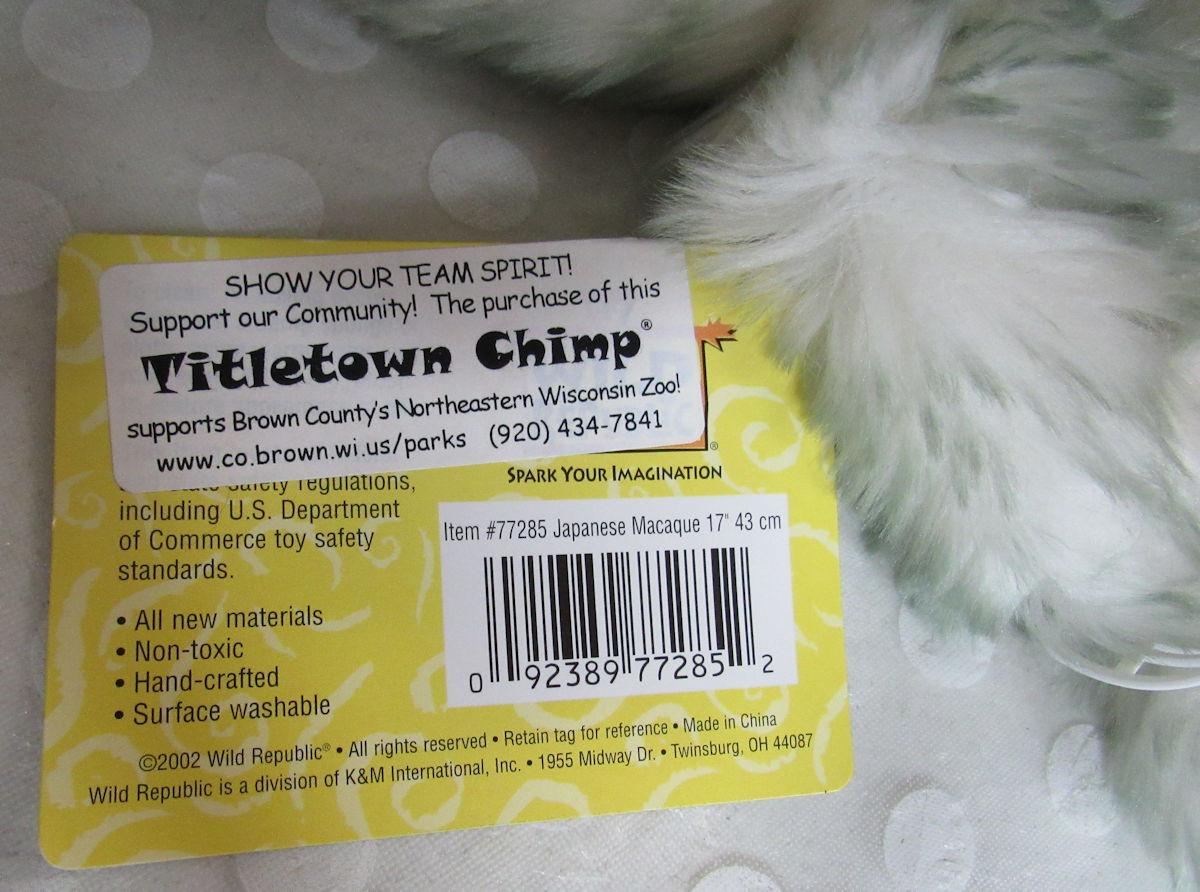 SHOW YOUR TEAM SPIRIT!
Support our Community! The purchase of this
Titletown Chimp®
supports Brown County's Northeastern Wisconsin Zoo!
www.co.brown.wi.us/parks (920) 434-7841
®
SPARK YOUR IMAGINATION
state safety regulations,
including U.S. Department
of Commerce toy safety
standards.
• All new materials
• Non-toxic
• Hand-crafted
• Surface washable
Item #77285 Japanese Macaque 17" 43 cm
0 92389 77285 2
©2002 Wild Republic® • All rights reserved • Retain tag for reference • Made in China
Wild Republic is a division of K&M International, Inc. • 1955 Midway Dr. • Twinsburg, OH 44087